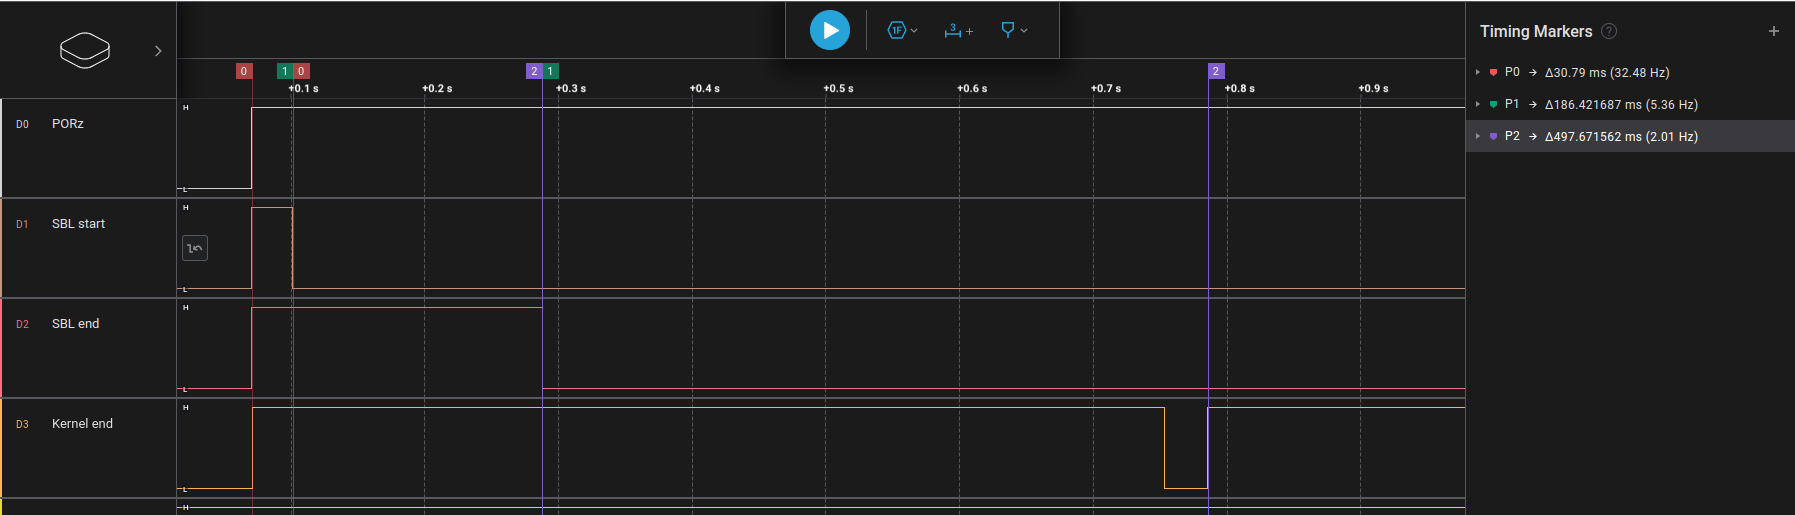 1F
3
+
Timing Markers ?
+
0 1 0 2 1 2
+0.1 s +0.2 s +0.3 s +0.4 s +0.5 s +0.6 s +0.7 s +0.8 s +0.9 s
P0 → Δ30.79 ms (32.48 Hz)
P1 → Δ186.421687 ms (5.36 Hz)
P2 → Δ497.671562 ms (2.01 Hz)
H
D0 PORz
L
H
D1 SBL start
L
H
D2 SBL end
L
H
D3 Kernel end
L
H